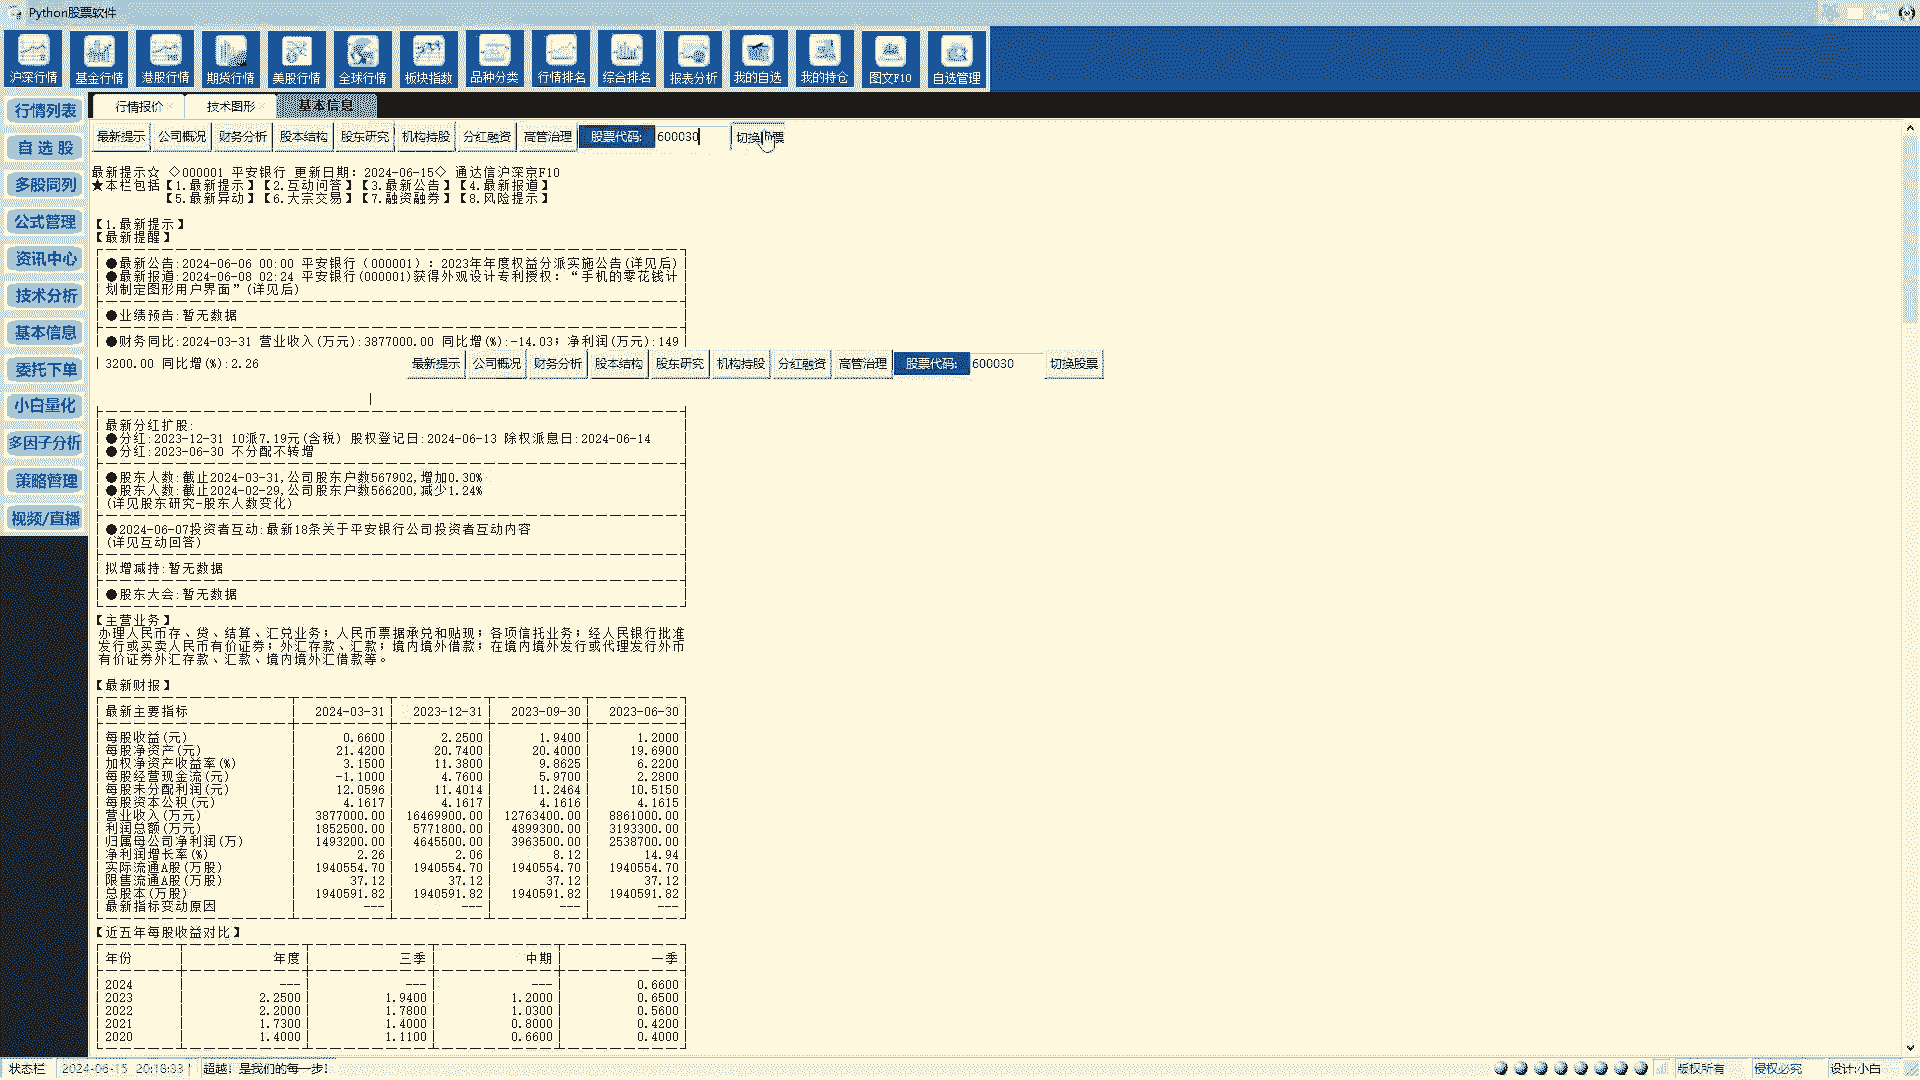 Python股票软件
沪深行情 基金行情 港股行情 期货行情 美股行情 全球行情 板块指数 品种分类 行情排名 综合排名 报表分析 我的自选 我的持仓 图文F10 自选管理
行情列表
自选股
多股同列
公式管理
资讯中心
技术分析
基本信息
委托下单
小白量化
多因子分析
策略管理
视频/直播
行情报价 技术图形 基本信息
最新提示 公司概况 财务分析 股本结构 股东研究 机构持股 分红融资 高管治理 股票代码: 600030 切换股票
最新提示☆ ◇000001 平安银行 更新日期: 2024-06-15◇ 通达信沪深京F10
★本栏包括【1.最新提示】【2.互动问答】【3.最新公告】【4.最新报道】
【5.最新异动】【6.大宗交易】【7.融资融券】【8.风险提示】
【1.最新提示】
【最新提醒】
●最新公告:2024-06-06 00:00 平安银行（000001）: 2023年年度权益分派实施公告(详见后)
●最新报道:2024-06-08 02:24 平安银行(000001)获得外观设计专利授权: “手机的零花钱计
划制定图形用户界面”(详见后)
●业绩预告:暂无数据
●财务同比:2024-03-31 营业收入(万元):3877000.00 同比增(%):-14.03; 净利润(万元):149
3200.00 同比增(%):2.26
最新提示 公司概况 财务分析 股本结构 股东研究 机构持股 分红融资 高管治理 股票代码: 600030 切换股票
最新分红扩股:
●分红:2023-12-31 10派7.19元(含税) 股权登记日:2024-06-13 除权派息日:2024-06-14
●分红:2023-06-30 不分配不转增
●股东人数:截止2024-03-31,公司股东户数567902,增加0.30%
●股东人数:截止2024-02-29,公司股东户数566200,减少1.24%
(详见股东研究-股东人数变化)
●2024-06-07投资者互动:最新18条关于平安银行公司投资者互动内容
(详见互动回答)
拟增减持:暂无数据
●股东大会:暂无数据
【主营业务】
办理人民币存、贷、结算、汇兑业务; 人民币票据承兑和贴现; 各项信托业务; 经人民银行批准
发行或买卖人民币有价证券; 外汇存款、汇款; 境内境外借款; 在境内境外发行或代理发行外币
有价证券外汇存款、汇款、境内境外汇借款等。
【最新财报】
最新主要指标 2024-03-31 2023-12-31 2023-09-30 2023-06-30
每股收益(元) 0.6600 2.2500 1.9400 1.2000
每股净资产(元) 21.4200 20.7400 20.4000 19.6900
加权净资产收益率(%) 3.1500 11.3800 9.8625 6.2200
每股经营现金流(元) -1.1000 4.7600 5.9700 2.2800
每股未分配利润(元) 12.0596 11.4014 11.2464 10.5150
每股资本公积(元) 4.1617 4.1617 4.1616 4.1615
营业收入(万元) 3877000.00 16469900.00 12763400.00 8861000.00
利润总额(万元) 1852500.00 5771800.00 4899300.00 3193300.00
归属母公司净利润(万) 1493200.00 4645500.00 3963500.00 2538700.00
净利润增长率(%) 2.26 2.06 8.12 14.94
实际流通A股(万股) 1940554.70 1940554.70 1940554.70 1940554.70
限售流通A股(万股) 37.12 37.12 37.12 37.12
总股本(万股) 1940591.82 1940591.82 1940591.82 1940591.82
最新指标变动原因 --- --- --- ---
【近五年每股收益对比】
年份 年度 三季 中期 一季
2024 --- --- --- 0.6600
2023 2.2500 1.9400 1.2000 0.6500
2022 2.2000 1.7800 1.0300 0.5600
2021 1.7300 1.4000 0.8000 0.4200
2020 1.4000 1.1100 0.6600 0.4000
状态栏 2024-06-15 20:18:33 超越! 是我们的每一步! 版权所有 侵权必究 设计:小白